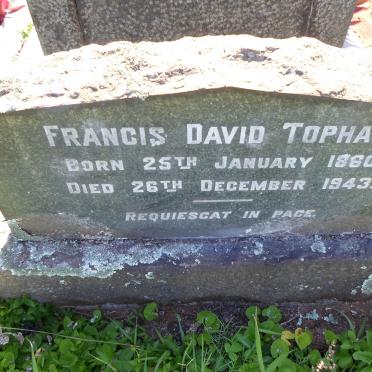 FRANCIS DAVID TOPHA
BORN 25TH JANUARY 1860
DIED 26TH DECEMBER 1943.
REQUIESCAT IN PACE.